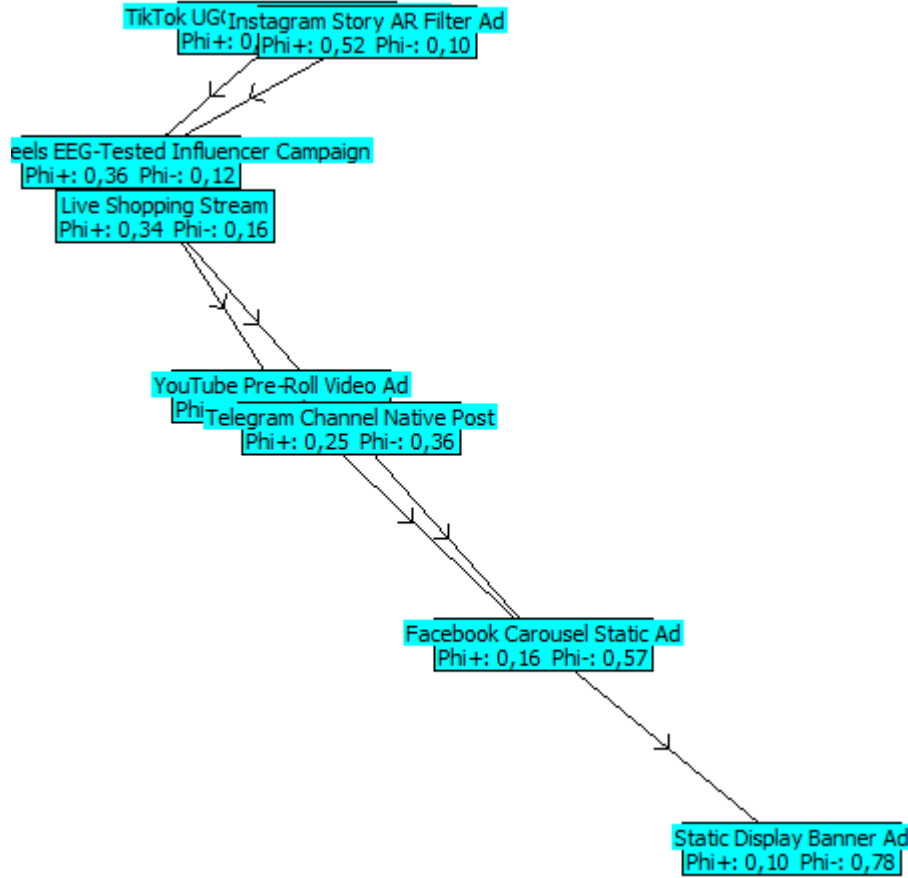 TikTok UG
Phi+: 0,
Instagram Story AR Filter Ad
Phi+: 0,52 Phi-: 0,10
eels EEG-Tested Influencer Campaign
Phi+: 0,36 Phi-: 0,12
Live Shopping Stream
Phi+: 0,34 Phi-: 0,16
YouTube Pre-Roll Video Ad
Phi
Telegram Channel Native Post
Phi+: 0,25 Phi-: 0,36
Facebook Carousel Static Ad
Phi+: 0,16 Phi-: 0,57
Static Display Banner Ad
Phi+: 0,10 Phi-: 0,78